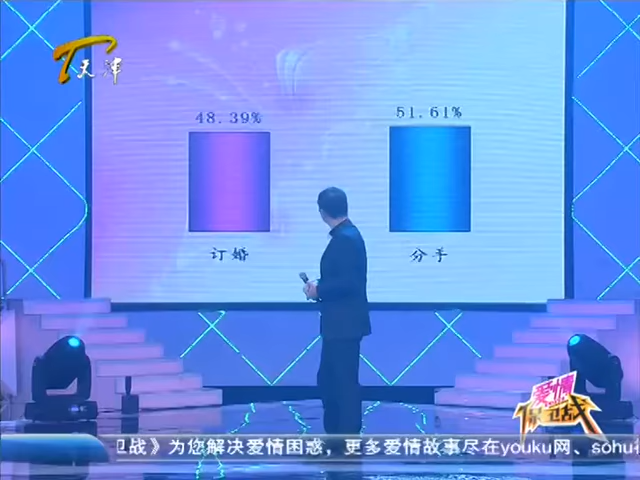 天津
48.39%
51.61%
订婚
分手
爱情
保卫战
卫战》为您解决爱情困惑，更多爱情故事尽在youku网、sohu